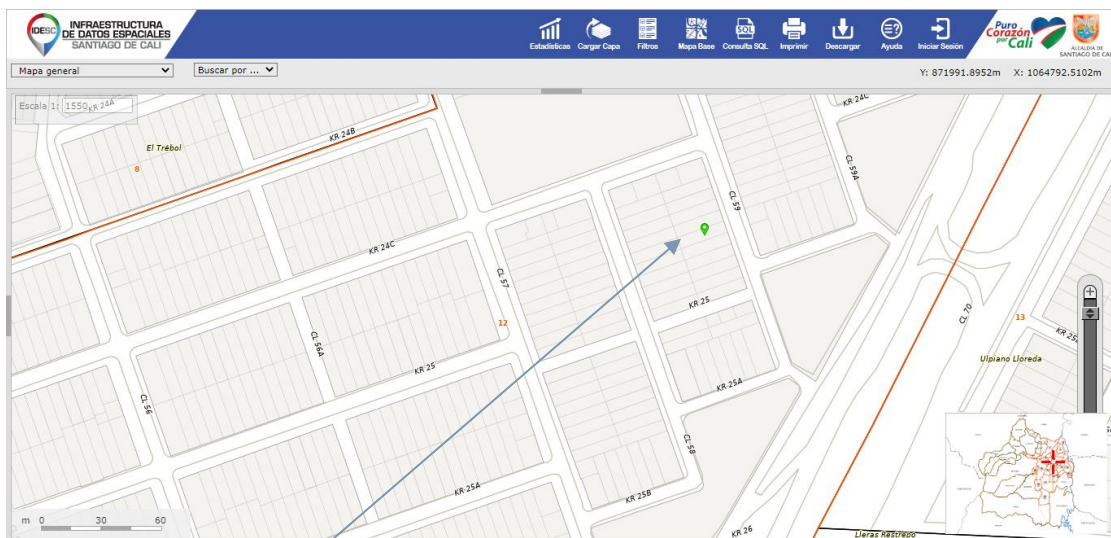 IDESC
INFRAESTRUCTURA
DE DATOS ESPACIALES
SANTIAGO DE CALI
Estadísticas
Cargar Capa
Filtros
Mapa Base
SQL
Consulta SQL
Imprimir
Descargar
Ayuda
Iniciar Sesión
Puro
Corazón
por Cali
ALCALDÍA DE
SANTIAGO DE CALI
Mapa general
Buscar por ...
Y: 871991.8952m X: 1064792.5102m
Escala 1: 1550
KR 24A
KR 24B
KR 24C
El Trébol
8
CL 59A
CL 59
KR 24C
CL 57
KR 25
12
CL 70
13
KR 25
CL 56A
KR 25
Ulpiano Lloreda
KR 25A
CL 56
CL 58
KR 25A
KR 25B
m 0 30 60
KR 26
Lleras Restrepo